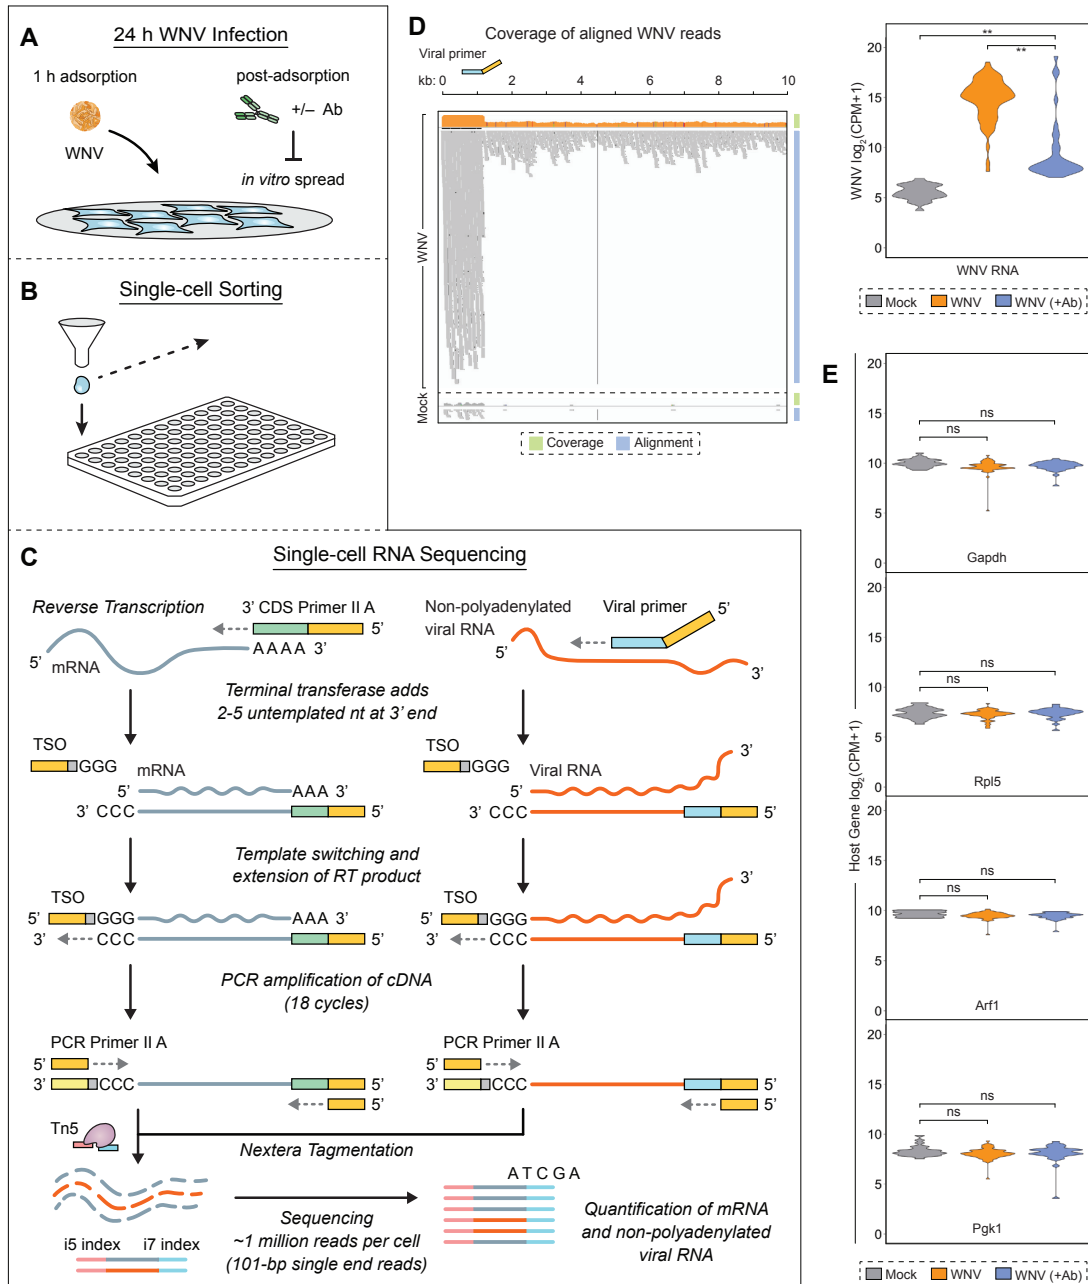 A
24 h WNV Infection
1 h adsorption
WNV
post-adsorption
+/– Ab
in vitro spread
B
Single-cell Sorting
C
Single-cell RNA Sequencing
Reverse Transcription
3’ CDS Primer II A
5’
AAAA 3’
5’
mRNA
Non-polyadenylated
viral RNA
Viral primer
5’
5’
3’
Terminal transferase adds
2-5 untemplated nt at 3’ end
TSO
GGG
mRNA
5’
AAA 3’
3’ CCC
5’
TSO
GGG
Viral RNA
3’
5’
3’ CCC
5’
Template switching and
extension of RT product
TSO
5’
GGG
AAA 3’
3’
CCC
5’
TSO
5’
GGG
3’
3’
CCC
5’
PCR amplification of cDNA
(18 cycles)
PCR Primer II A
5’
3’
CCC
5’
5’
PCR Primer II A
5’
3’
CCC
5’
5’
Tn5
Nextera Tagmentation
i5 index
i7 index
Sequencing
~1 million reads per cell
(101-bp single end reads)
A T C G A
Quantification of mRNA
and non-polyadenylated
viral RNA
D
Coverage of aligned WNV reads
Viral primer
kb: 0 2 4 6 8 10
WNV
Mock
Coverage
Alignment
WNV log2(CPM+1)
20
15
10
5
0
**
**
WNV RNA
Mock
WNV
WNV (+Ab)
E
Host Gene log2(CPM+1)
20
15
10
5
0
ns
ns
Gapdh
20
15
10
5
0
ns
ns
Rpl5
20
15
10
5
0
ns
ns
Arf1
20
15
10
5
0
ns
ns
Pgk1
Mock
WNV
WNV (+Ab)